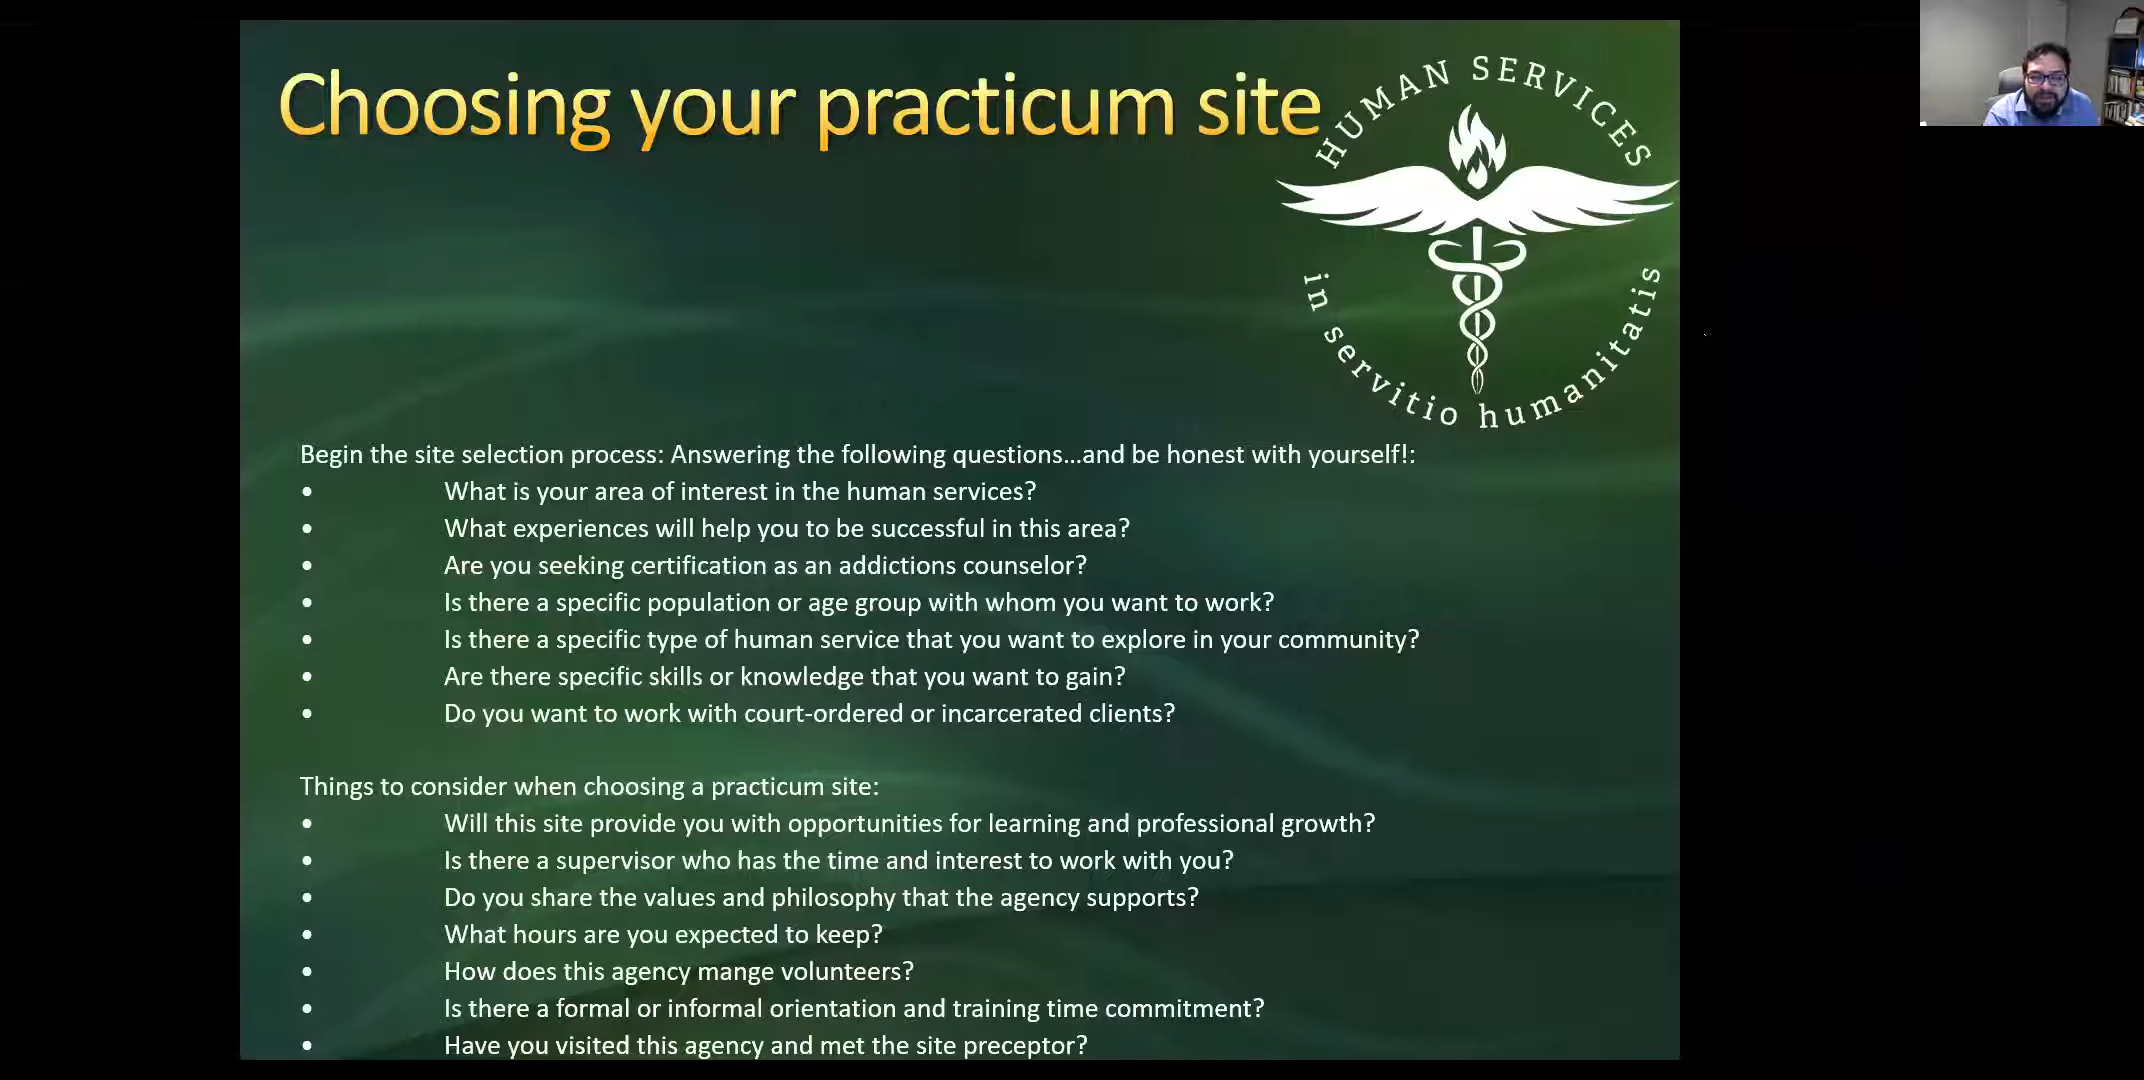 Choosing your practicum site
HUMAN SERVICES
in servitio humanitatis
Begin the site selection process: Answering the following questions...and be honest with yourself!:
• What is your area of interest in the human services?
• What experiences will help you to be successful in this area?
• Are you seeking certification as an addictions counselor?
• Is there a specific population or age group with whom you want to work?
• Is there a specific type of human service that you want to explore in your community?
• Are there specific skills or knowledge that you want to gain?
• Do you want to work with court-ordered or incarcerated clients?
Things to consider when choosing a practicum site:
• Will this site provide you with opportunities for learning and professional growth?
• Is there a supervisor who has the time and interest to work with you?
• Do you share the values and philosophy that the agency supports?
• What hours are you expected to keep?
• How does this agency mange volunteers?
• Is there a formal or informal orientation and training time commitment?
• Have you visited this agency and met the site preceptor?